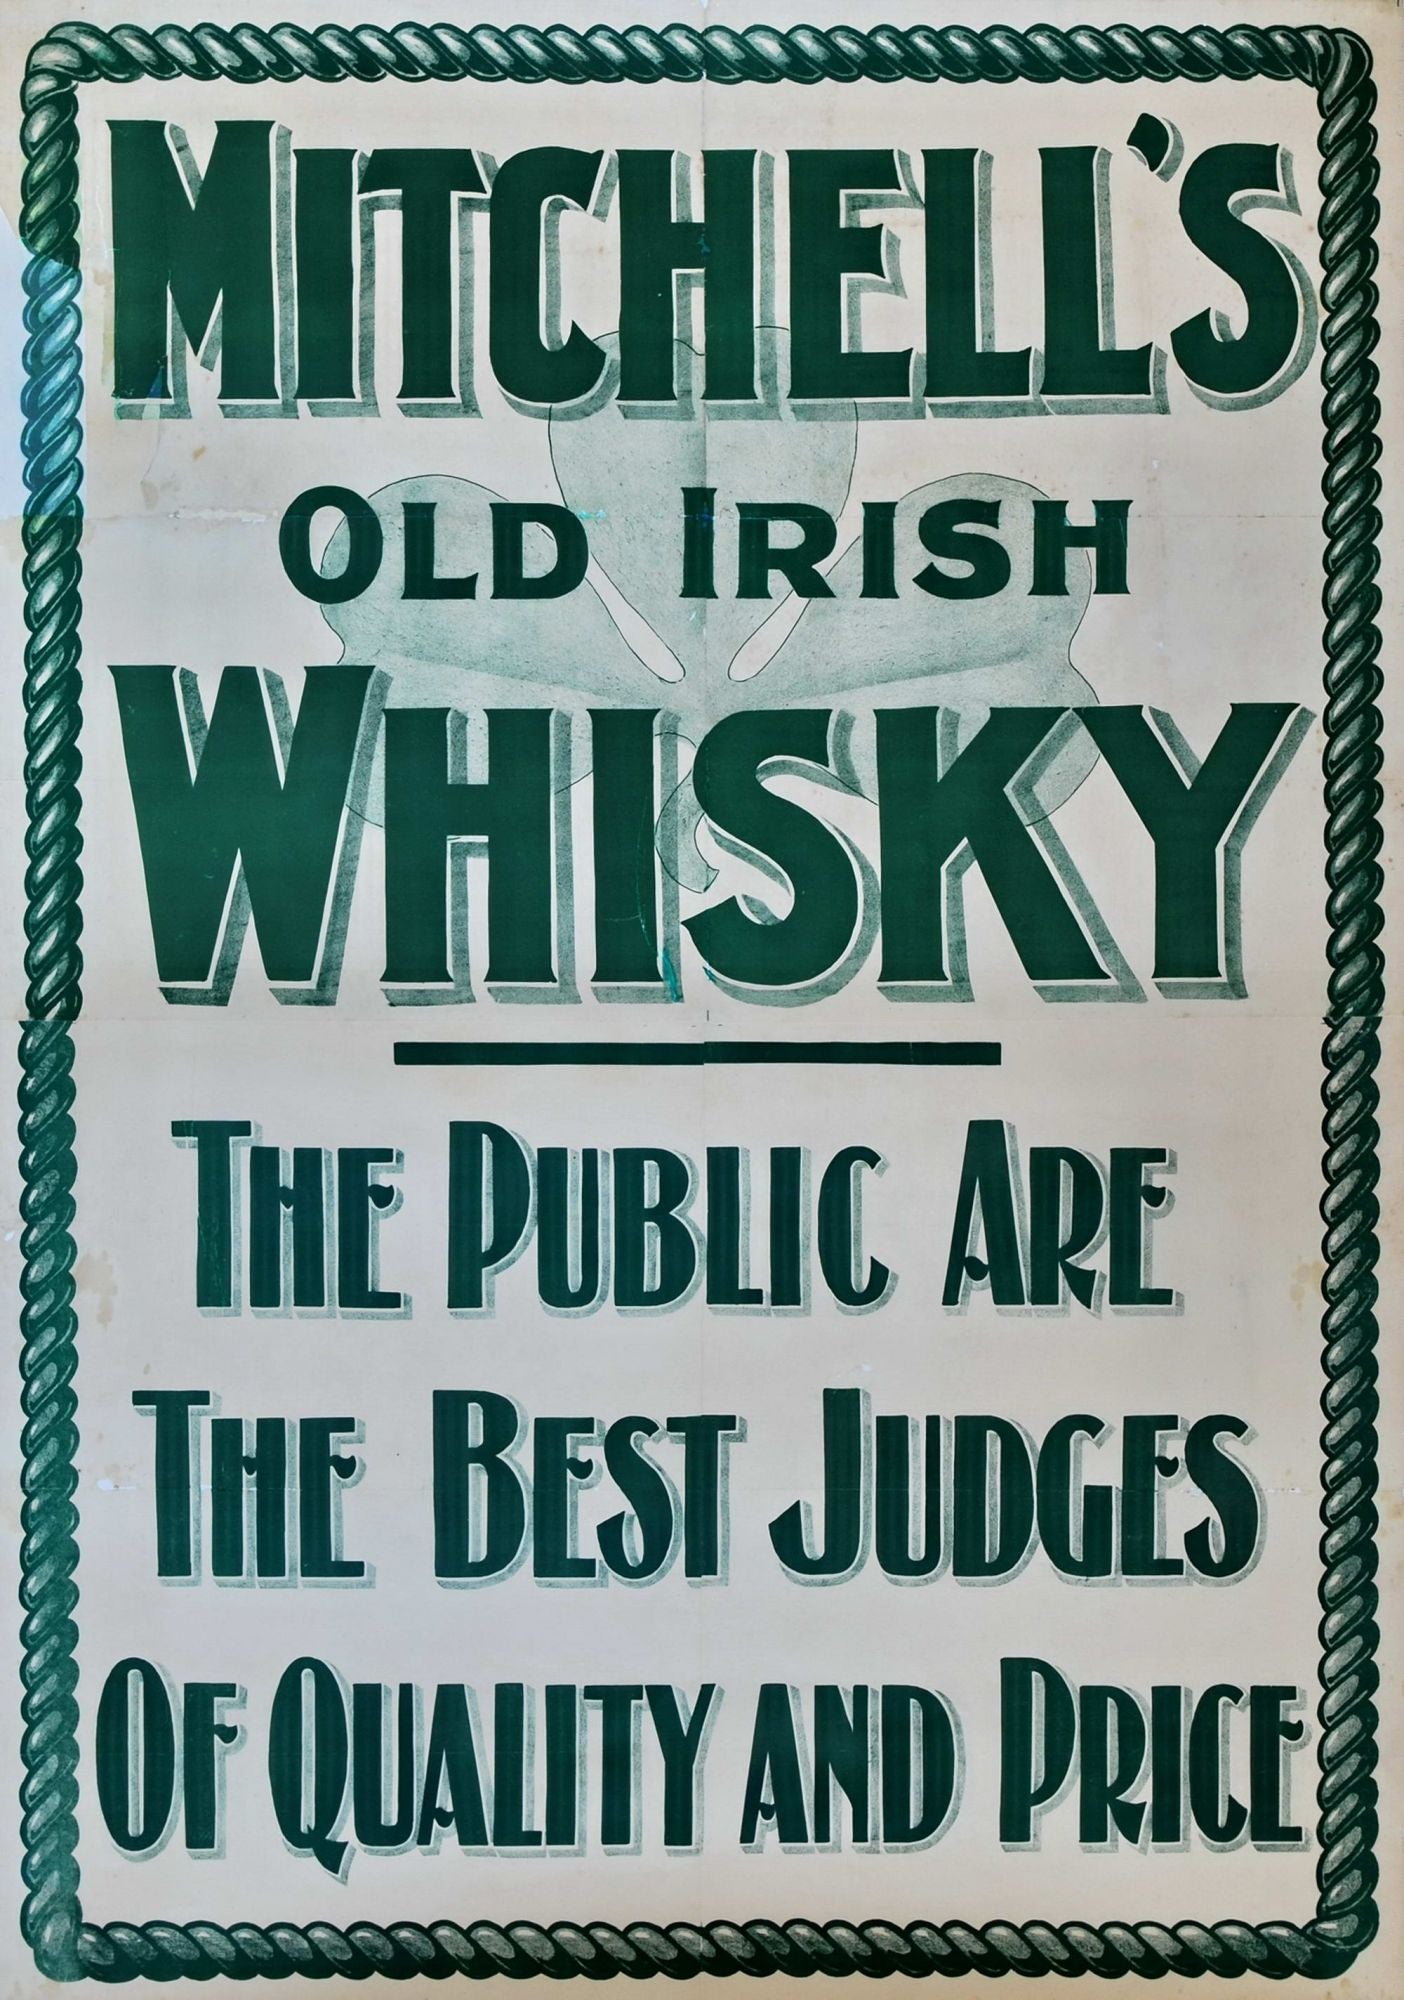 MITCHELL'S
OLD IRISH
WHISKY
THE PUBLIC ARE
THE BEST JUDGES
OF QUALITY AND PRICE